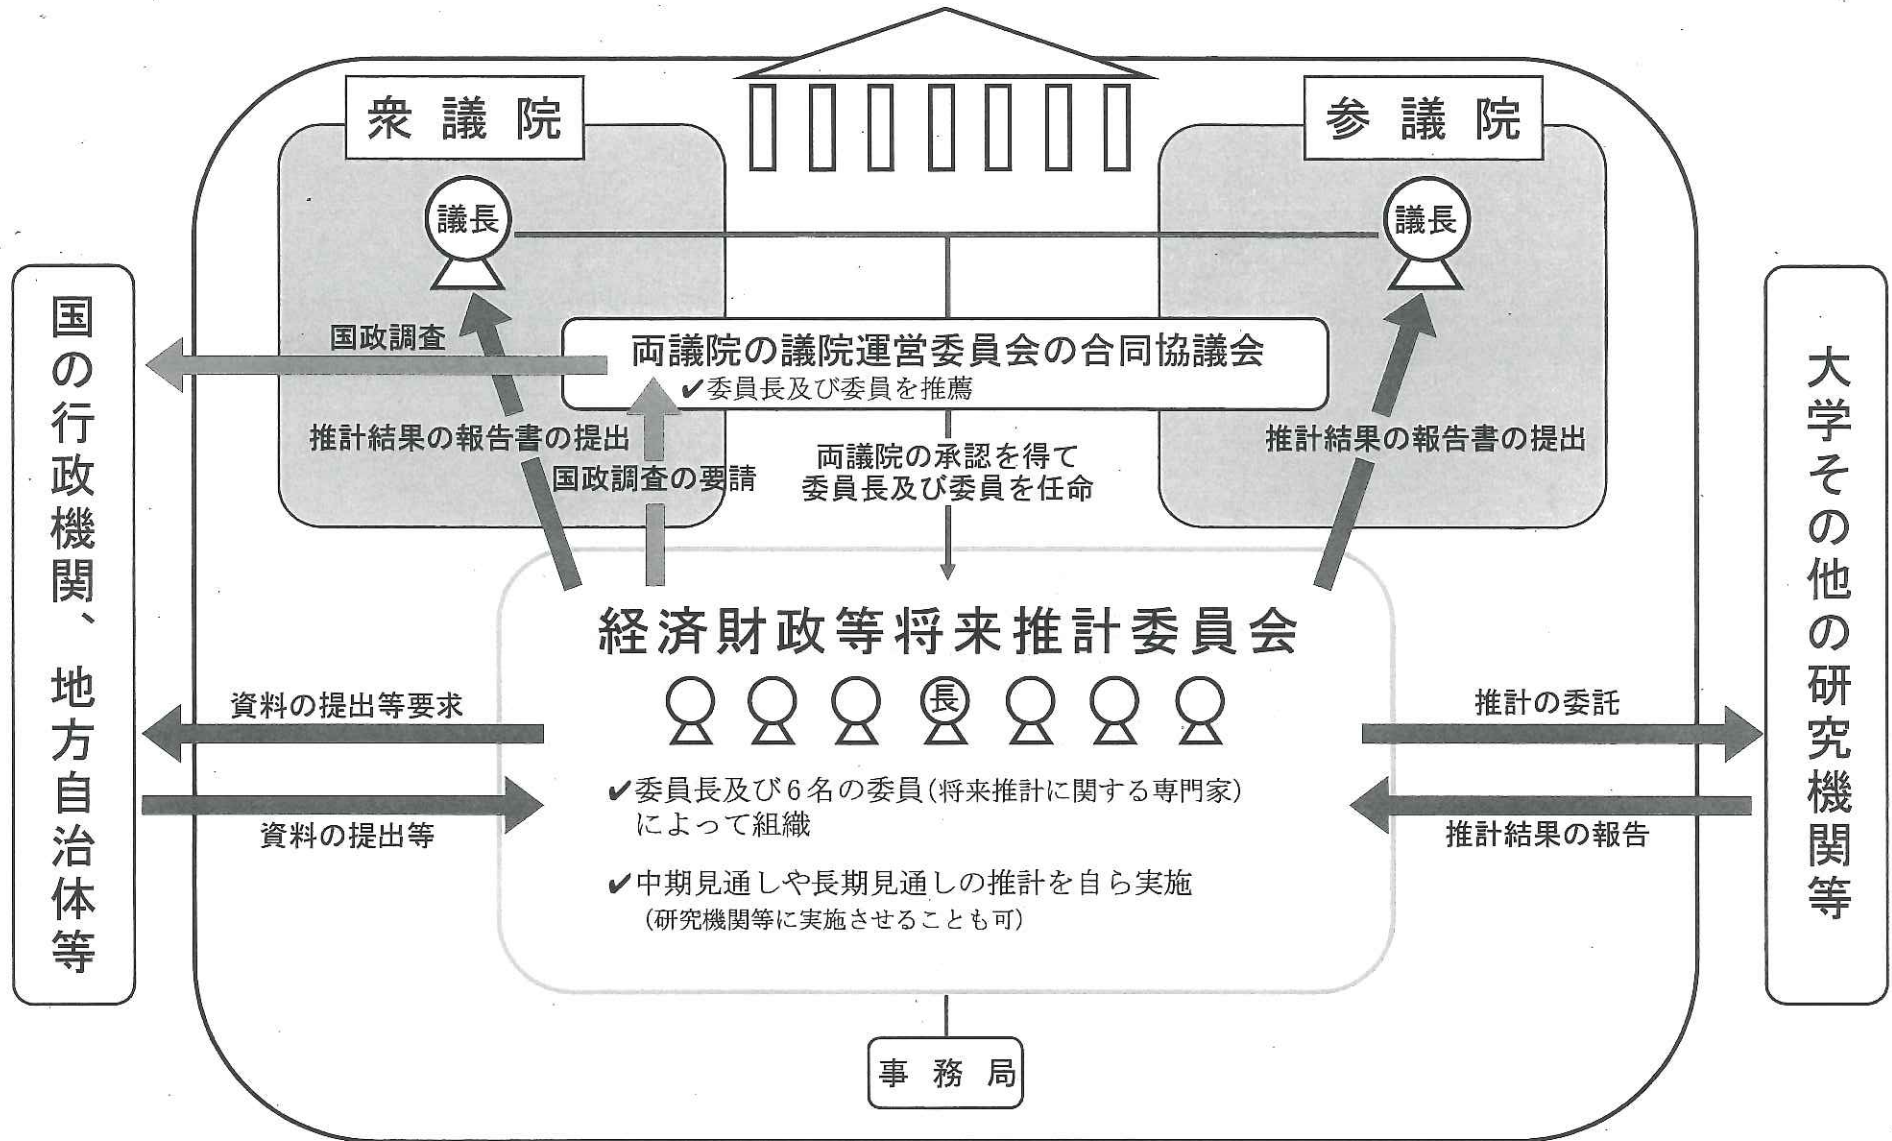 衆議院
参議院
議長
議長
国の行政機関、地方自治体等
大学その他の研究機関等
国政調査
両議院の議院運営委員会の合同協議会
✔委員長及び委員を推薦
推計結果の報告書の提出
国政調査の要請
両議院の承認を得て
委員長及び委員を任命
推計結果の報告書の提出
経済財政等将来推計委員会
長
資料の提出等要求
資料の提出等
推計の委託
推計結果の報告
✔委員長及び6名の委員(将来推計に関する専門家)
によって組織
✔中期見通しや長期見通しの推計を自ら実施
(研究機関等に実施させることも可)
事務局